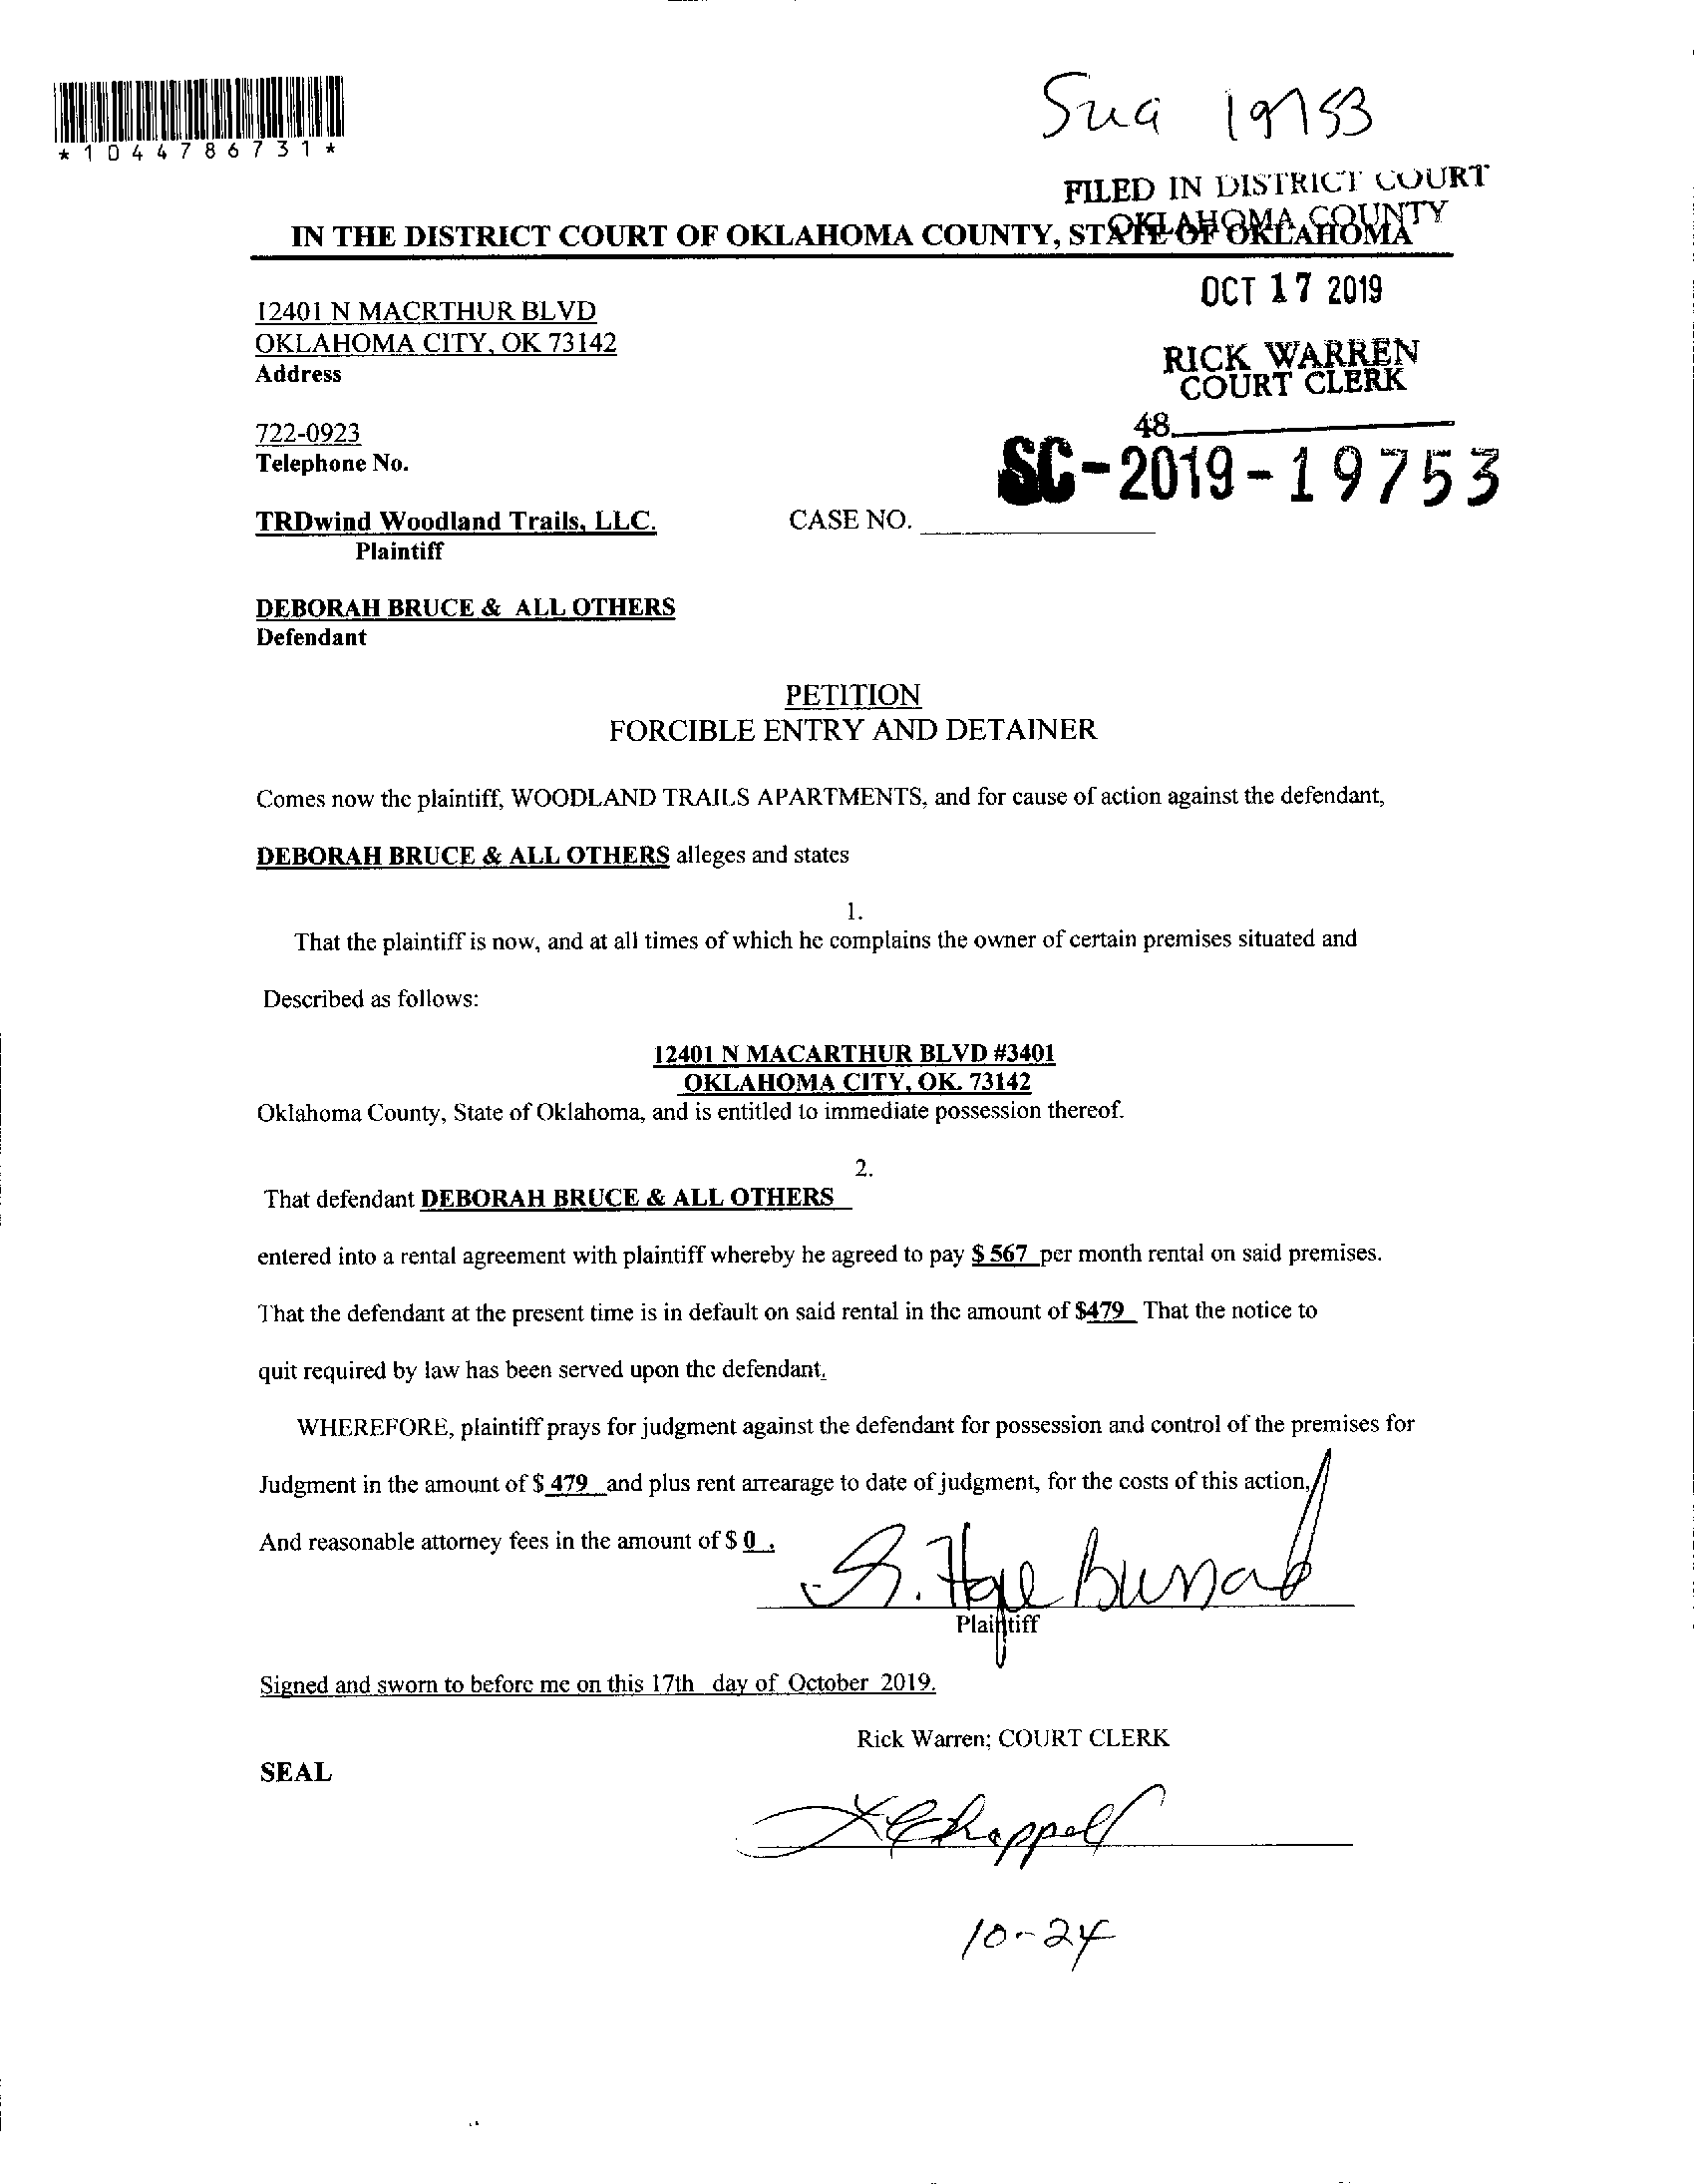 *1044786731*
FILED IN DISTRICT COURT
OKLAHOMA COUNTY
IN THE DISTRICT COURT OF OKLAHOMA COUNTY, STATE OF OKLAHOMA
OCT 17 2019
12401 N MACRTHUR BLVD
OKLAHOMA CITY, OK 73142
Address
RICK WARREN
COURT CLERK
48
722-0923
Telephone No.
SC-2019-19753
TRDwind Woodland Trails, LLC.
CASE NO.
Plaintiff
DEBORAH BRUCE & ALL OTHERS
Defendant
PETITION
FORCIBLE ENTRY AND DETAINER
Comes now the plaintiff, WOODLAND TRAILS APARTMENTS, and for cause of action against the defendant,
DEBORAH BRUCE & ALL OTHERS alleges and states
1.
That the plaintiff is now, and at all times of which he complains the owner of certain premises situated and
Described as follows:
12401 N MACARTHUR BLVD #3401
OKLAHOMA CITY, OK. 73142
Oklahoma County, State of Oklahoma, and is entitled to immediate possession thereof.
2.
That defendant DEBORAH BRUCE & ALL OTHERS
entered into a rental agreement with plaintiff whereby he agreed to pay $ 567 per month rental on said premises.
That the defendant at the present time is in default on said rental in the amount of $479 That the notice to
quit required by law has been served upon the defendant.
WHEREFORE, plaintiff prays for judgment against the defendant for possession and control of the premises for
Judgment in the amount of $ 479 and plus rent arrearage to date of judgment, for the costs of this action,
And reasonable attorney fees in the amount of $ 0 .
Plaintiff
Signed and sworn to before me on this 17th day of October 2019.
Rick Warren; COURT CLERK
SEAL
10-24